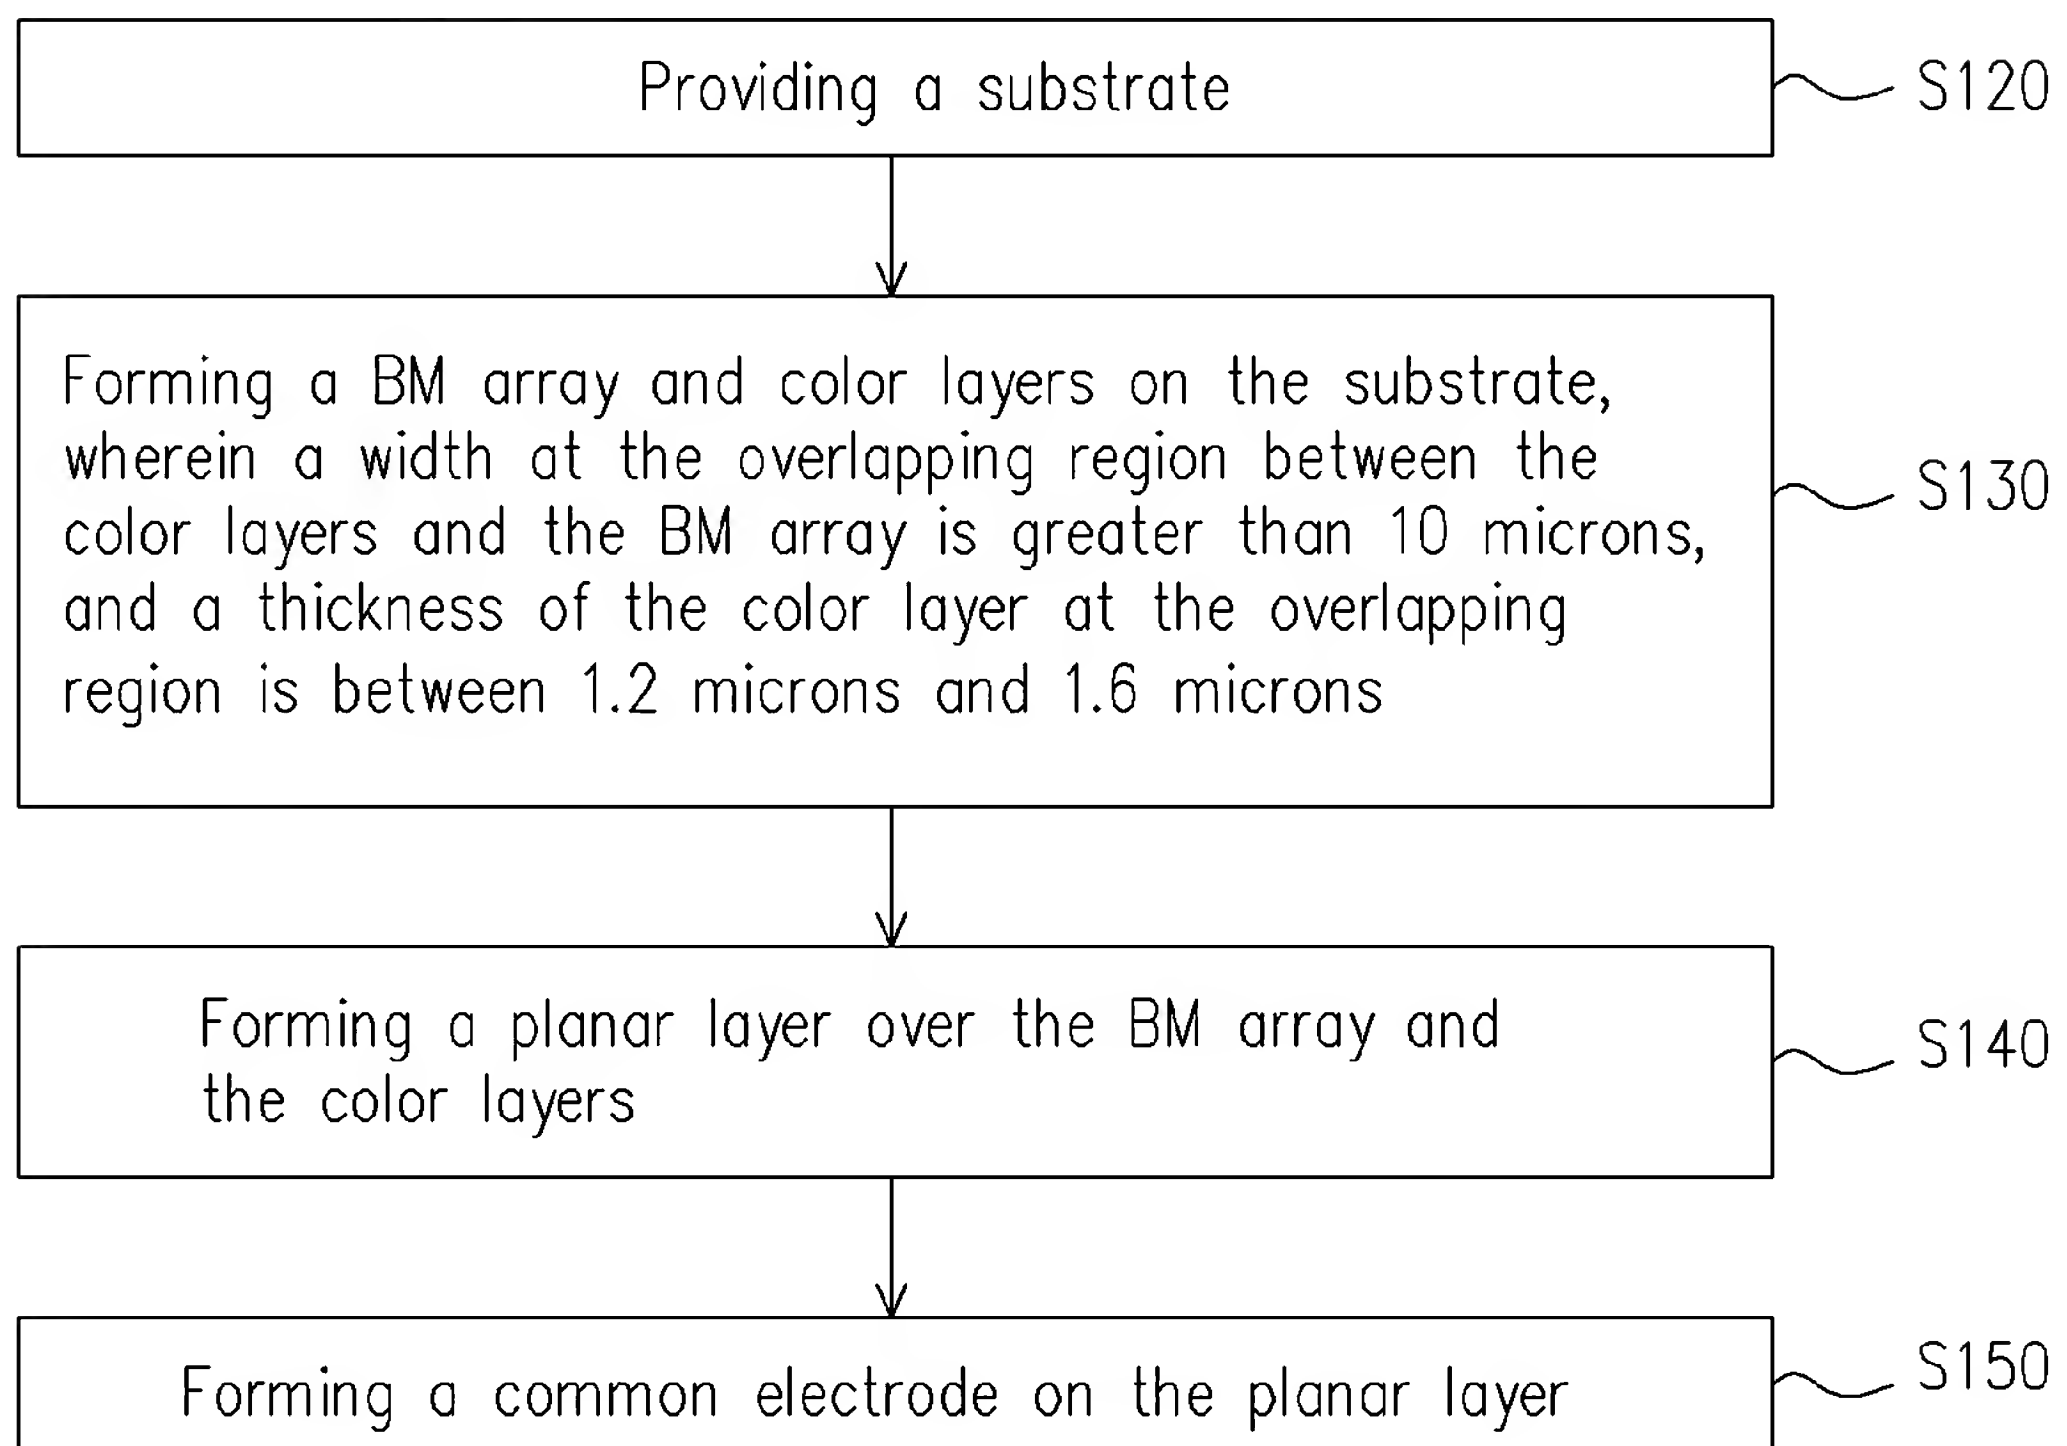 Providing a substrate
S120
Forming a BM array and color layers on the substrate,
wherein a width at the overlapping region between the
color layers and the BM array is greater than 10 microns,
and a thickness of the color layer at the overlapping
region is between 1.2 microns and 1.6 microns
S130
Forming a planar layer over the BM array and
the color layers
S140
Forming a common electrode on the planar layer
S150